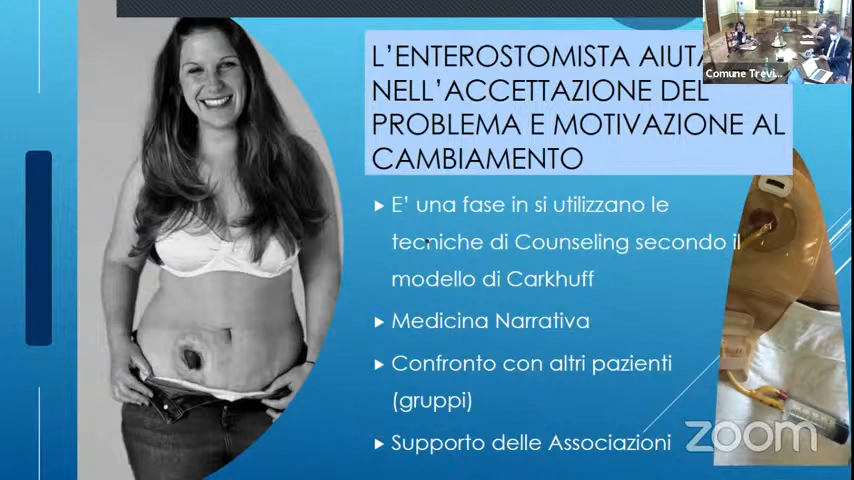 L'ENTEROSTOMISTA AIUTA
NELL'ACCETTAZIONE DEL
PROBLEMA E MOTIVAZIONE AL
CAMBIAMENTO
E' una fase in si utilizzano le
tecniche di Counseling secondo il
modello di Carkhuff
Medicina Narrativa
Confronto con altri pazienti
(gruppi)
Supporto delle Associazioni
Comune Trevi...
zoom